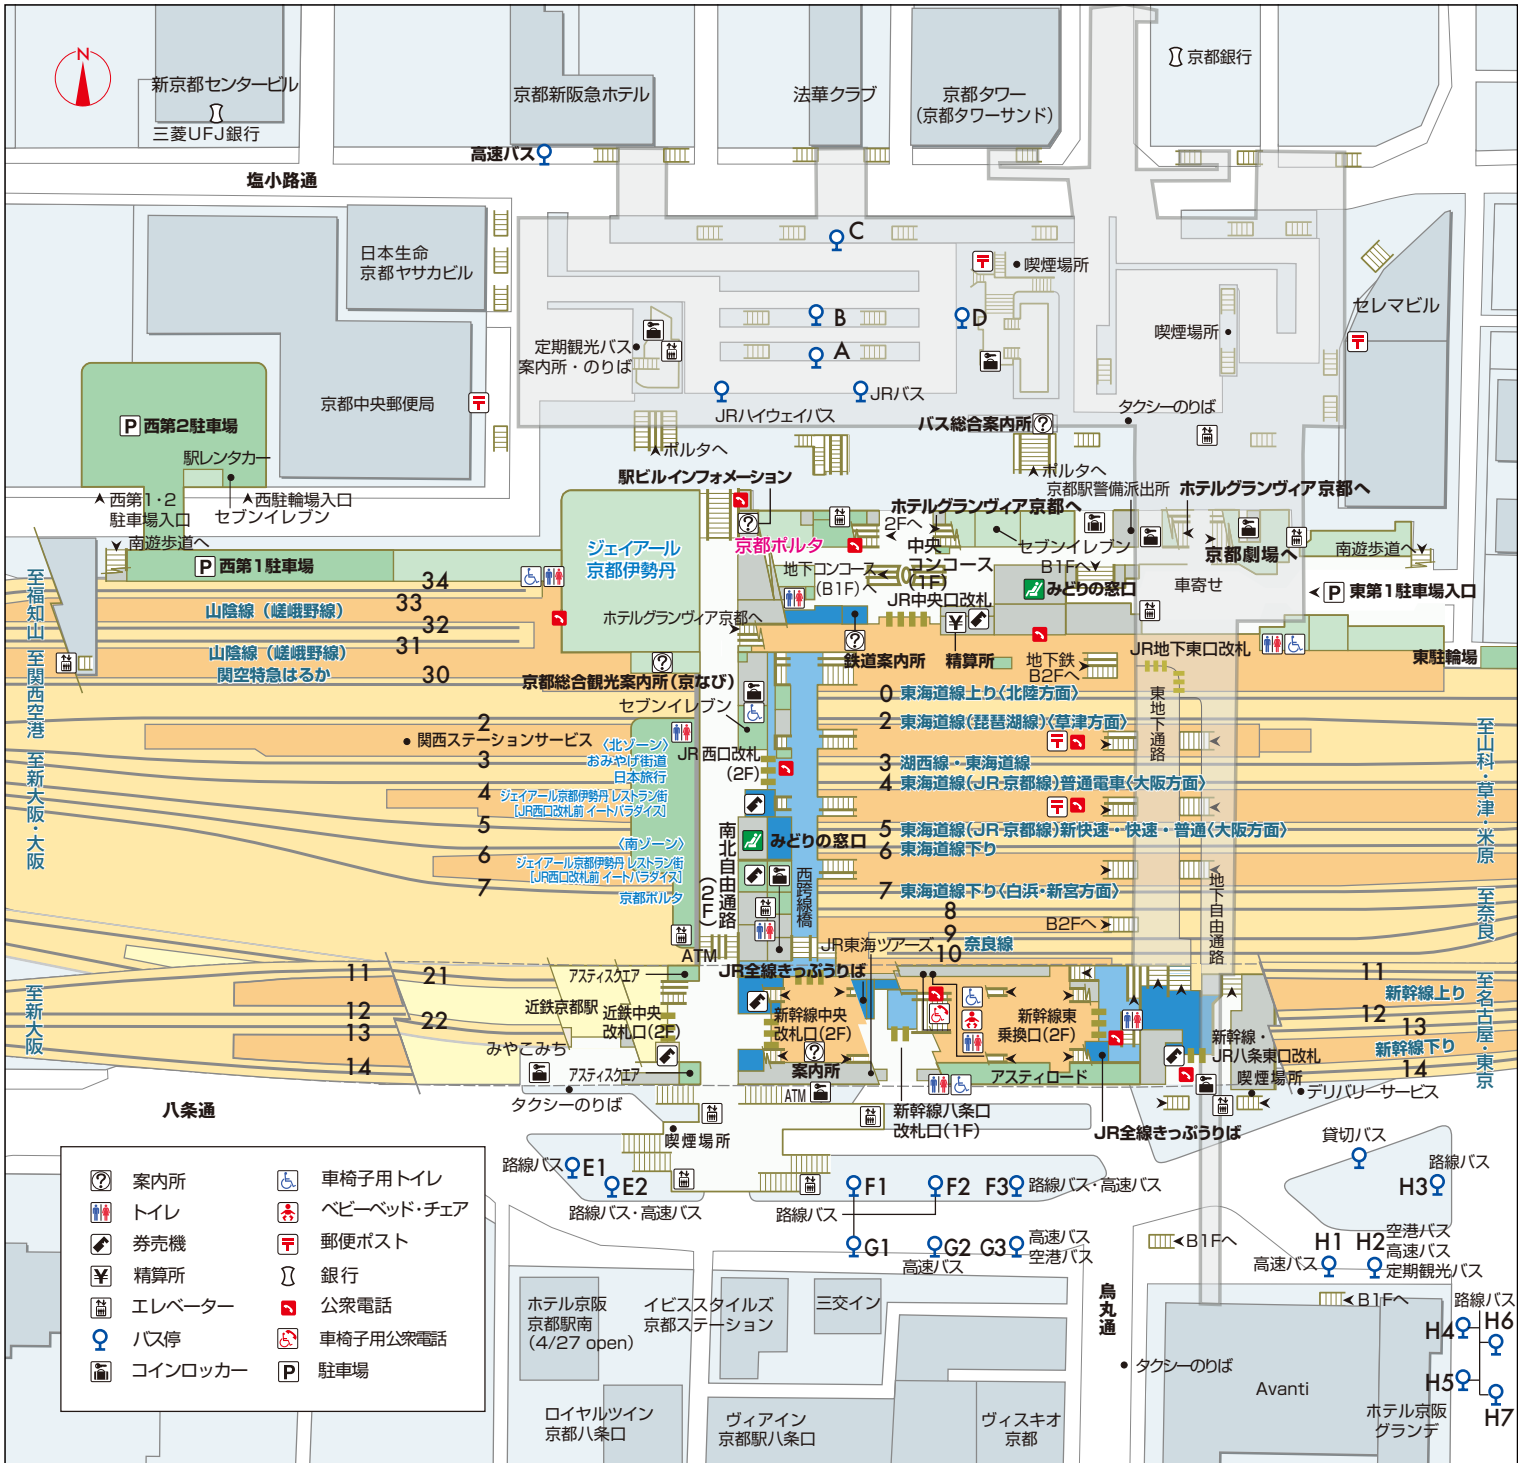 N
新京都センタービル
三菱UFJ銀行
京都新阪急ホテル
法華クラブ
京都タワー
(京都タワーサンド)
京都銀行
高速バス
塩小路通
日本生命
京都ヤサカビル
C
喫煙場所
B
D
A
定期観光バス
案内所・のりば
喫煙場所
セレマビル
京都中央郵便局
JRハイウェイバス
JRバス
バス総合案内所
タクシーのりば
P 西第2駐車場
駅レンタカー
セブンイレブン
西第1・2
駐車場入口
西駐輪場入口
ポルタへ
ポルタへ
駅ビルインフォメーション
京都駅警備派出所
ホテルグランヴィア京都へ
ホテルグランヴィア京都へ
2Fへ
南遊歩道へ
P 西第1駐車場
ジェイアール
京都伊勢丹
京都ポルタ
地下コンコース
(B1F)へ
中央
コンコース
(1F)
セブンイレブン
B1Fへ
京都劇場へ
南遊歩道へ
みどりの窓口
車寄せ
P 東第1駐車場入口
JR中央口改札
ホテルグランヴィア京都へ
鉄道案内所
精算所
地下鉄
B2Fへ
JR地下東口改札
東駐輪場
至福知山
至関西空港
至新大阪・大阪
至新大阪
34
33
山陰線(嵯峨野線)
32
31
山陰線(嵯峨野線)
関空特急はるか
30
京都総合観光案内所(京なび)
セブンイレブン
0 東海道線上り〈北陸方面〉
2 東海道線(琵琶湖線)〈草津方面〉
3 湖西線・東海道線
4 東海道線(JR京都線)普通電車〈大阪方面〉
5 東海道線(JR京都線)新快速・快速・普通〈大阪方面〉
6 東海道線下り
7 東海道線下り〈白浜・新宮方面〉
8
9
10
奈良線
B2Fへ
東地下通路
地下自由通路
至山科・草津・米原
至奈良
至名古屋・東京
2
関西ステーションサービス
3
4
5
6
7
〈北ゾーン〉
おみやげ街道
日本旅行
ジェイアール京都伊勢丹 レストラン街
[JR西口改札前 イートパラダイス]
〈南ゾーン〉
ジェイアール京都伊勢丹 レストラン街
[JR西口改札前 イートパラダイス]
京都ポルタ
JR西口改札
(2F)
南北自由通路
(2F)
みどりの窓口
西跨線橋
ATM
JR東海ツアーズ
JR全線きっぷうりば
アスティスクエア
11
21
12
22
13
14
近鉄京都駅
近鉄中央
改札口(2F)
みやこみち
アスティスクエア
タクシーのりば
新幹線中央
改札口(2F)
案内所
ATM
新幹線東
乗換口(2F)
アスティロード
新幹線八条口
改札口(1F)
JR全線きっぷうりば
新幹線・
JR八条東口改札
喫煙場所
デリバリーサービス
11
新幹線上り
12
13
新幹線下り
14
八条通
喫煙場所
路線バス
E1
E2
路線バス・高速バス
F1
F2
F3
路線バス・高速バス
路線バス
G1
G2
G3
高速バス
高速バス
空港バス
貸切バス
路線バス
H3
B1Fへ
H1
高速バス
H2
空港バス
高速バス
定期観光バス
B1Fへ
路線バス
H4
H6
H5
H7
烏丸通
タクシーのりば
Avanti
ホテル京阪
グランデ
ホテル京阪
京都駅南
(4/27 open)
イビススタイルズ
京都ステーション
三交イン
ロイヤルツイン
京都八条口
ヴィアイン
京都駅八条口
ヴィスキオ
京都
案内所
トイレ
券売機
¥ 精算所
エレベーター
バス停
コインロッカー
車椅子用トイレ
ベビーベッド・チェア
郵便ポスト
銀行
公衆電話
車椅子用公衆電話
P 駐車場